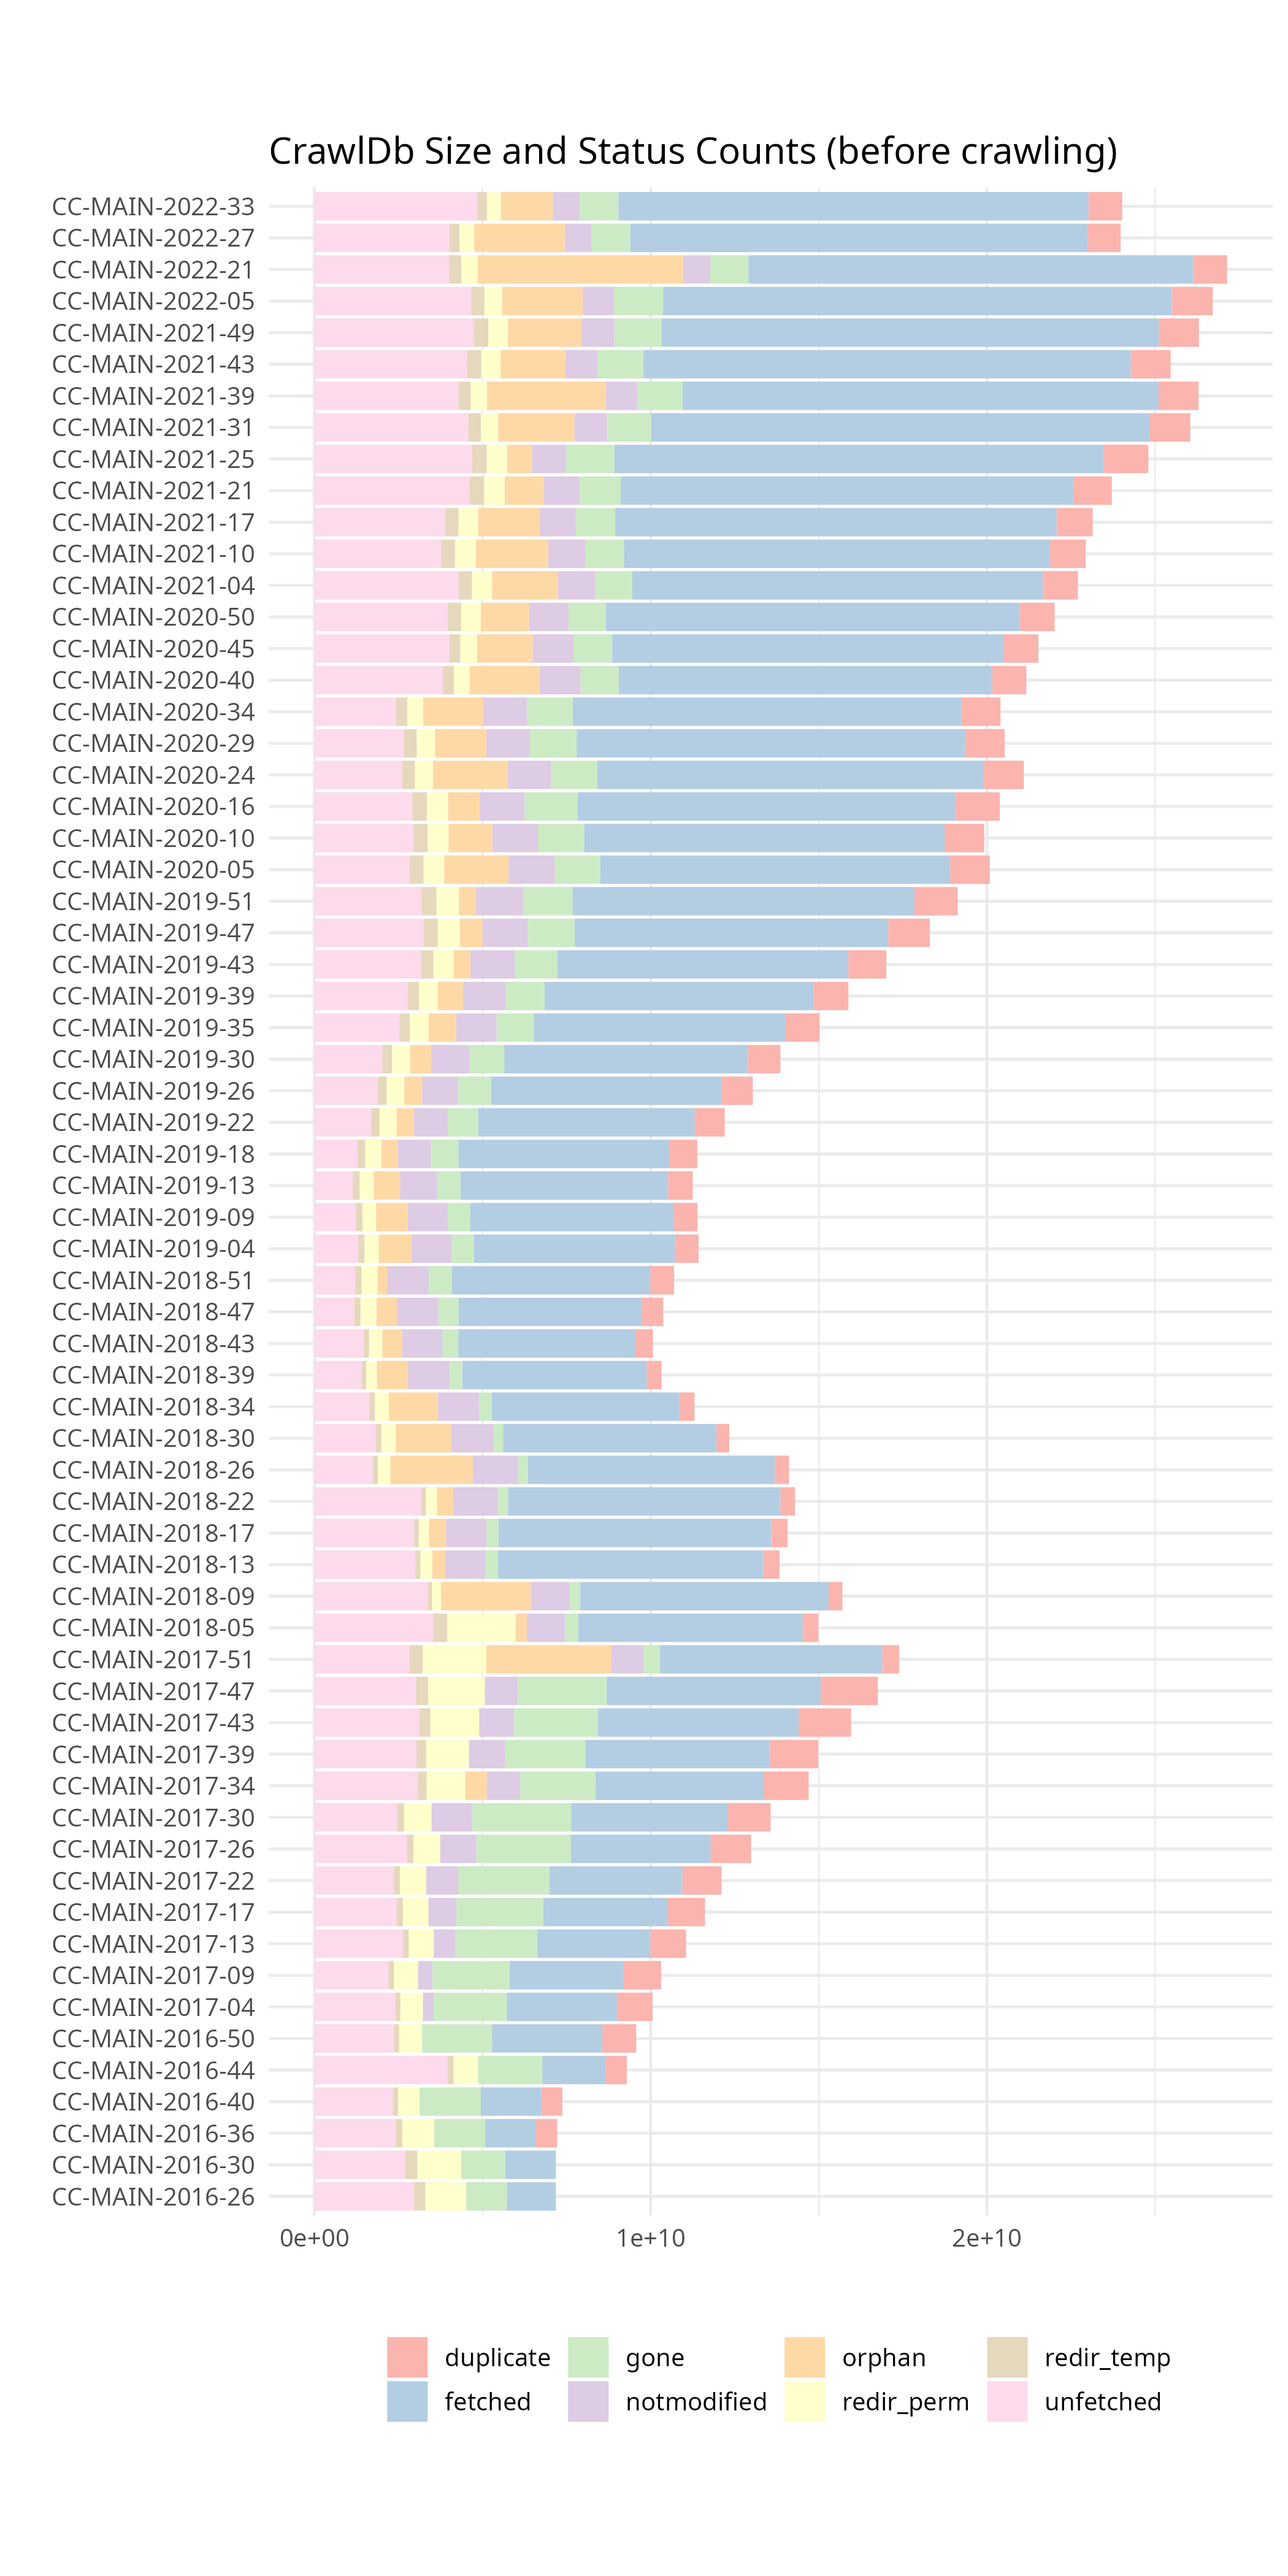 CrawlDb Size and Status Counts (before crawling)
CC-MAIN-2022-33
CC-MAIN-2022-27
CC-MAIN-2022-21
CC-MAIN-2022-05
CC-MAIN-2021-49
CC-MAIN-2021-43
CC-MAIN-2021-39
CC-MAIN-2021-31
CC-MAIN-2021-25
CC-MAIN-2021-21
CC-MAIN-2021-17
CC-MAIN-2021-10
CC-MAIN-2021-04
CC-MAIN-2020-50
CC-MAIN-2020-45
CC-MAIN-2020-40
CC-MAIN-2020-34
CC-MAIN-2020-29
CC-MAIN-2020-24
CC-MAIN-2020-16
CC-MAIN-2020-10
CC-MAIN-2020-05
CC-MAIN-2019-51
CC-MAIN-2019-47
CC-MAIN-2019-43
CC-MAIN-2019-39
CC-MAIN-2019-35
CC-MAIN-2019-30
CC-MAIN-2019-26
CC-MAIN-2019-22
CC-MAIN-2019-18
CC-MAIN-2019-13
CC-MAIN-2019-09
CC-MAIN-2019-04
CC-MAIN-2018-51
CC-MAIN-2018-47
CC-MAIN-2018-43
CC-MAIN-2018-39
CC-MAIN-2018-34
CC-MAIN-2018-30
CC-MAIN-2018-26
CC-MAIN-2018-22
CC-MAIN-2018-17
CC-MAIN-2018-13
CC-MAIN-2018-09
CC-MAIN-2018-05
CC-MAIN-2017-51
CC-MAIN-2017-47
CC-MAIN-2017-43
CC-MAIN-2017-39
CC-MAIN-2017-34
CC-MAIN-2017-30
CC-MAIN-2017-26
CC-MAIN-2017-22
CC-MAIN-2017-17
CC-MAIN-2017-13
CC-MAIN-2017-09
CC-MAIN-2017-04
CC-MAIN-2016-50
CC-MAIN-2016-44
CC-MAIN-2016-40
CC-MAIN-2016-36
CC-MAIN-2016-30
CC-MAIN-2016-26
0e+00 1e+10 2e+10
duplicate gone orphan redir_temp
fetched notmodified redir_perm unfetched